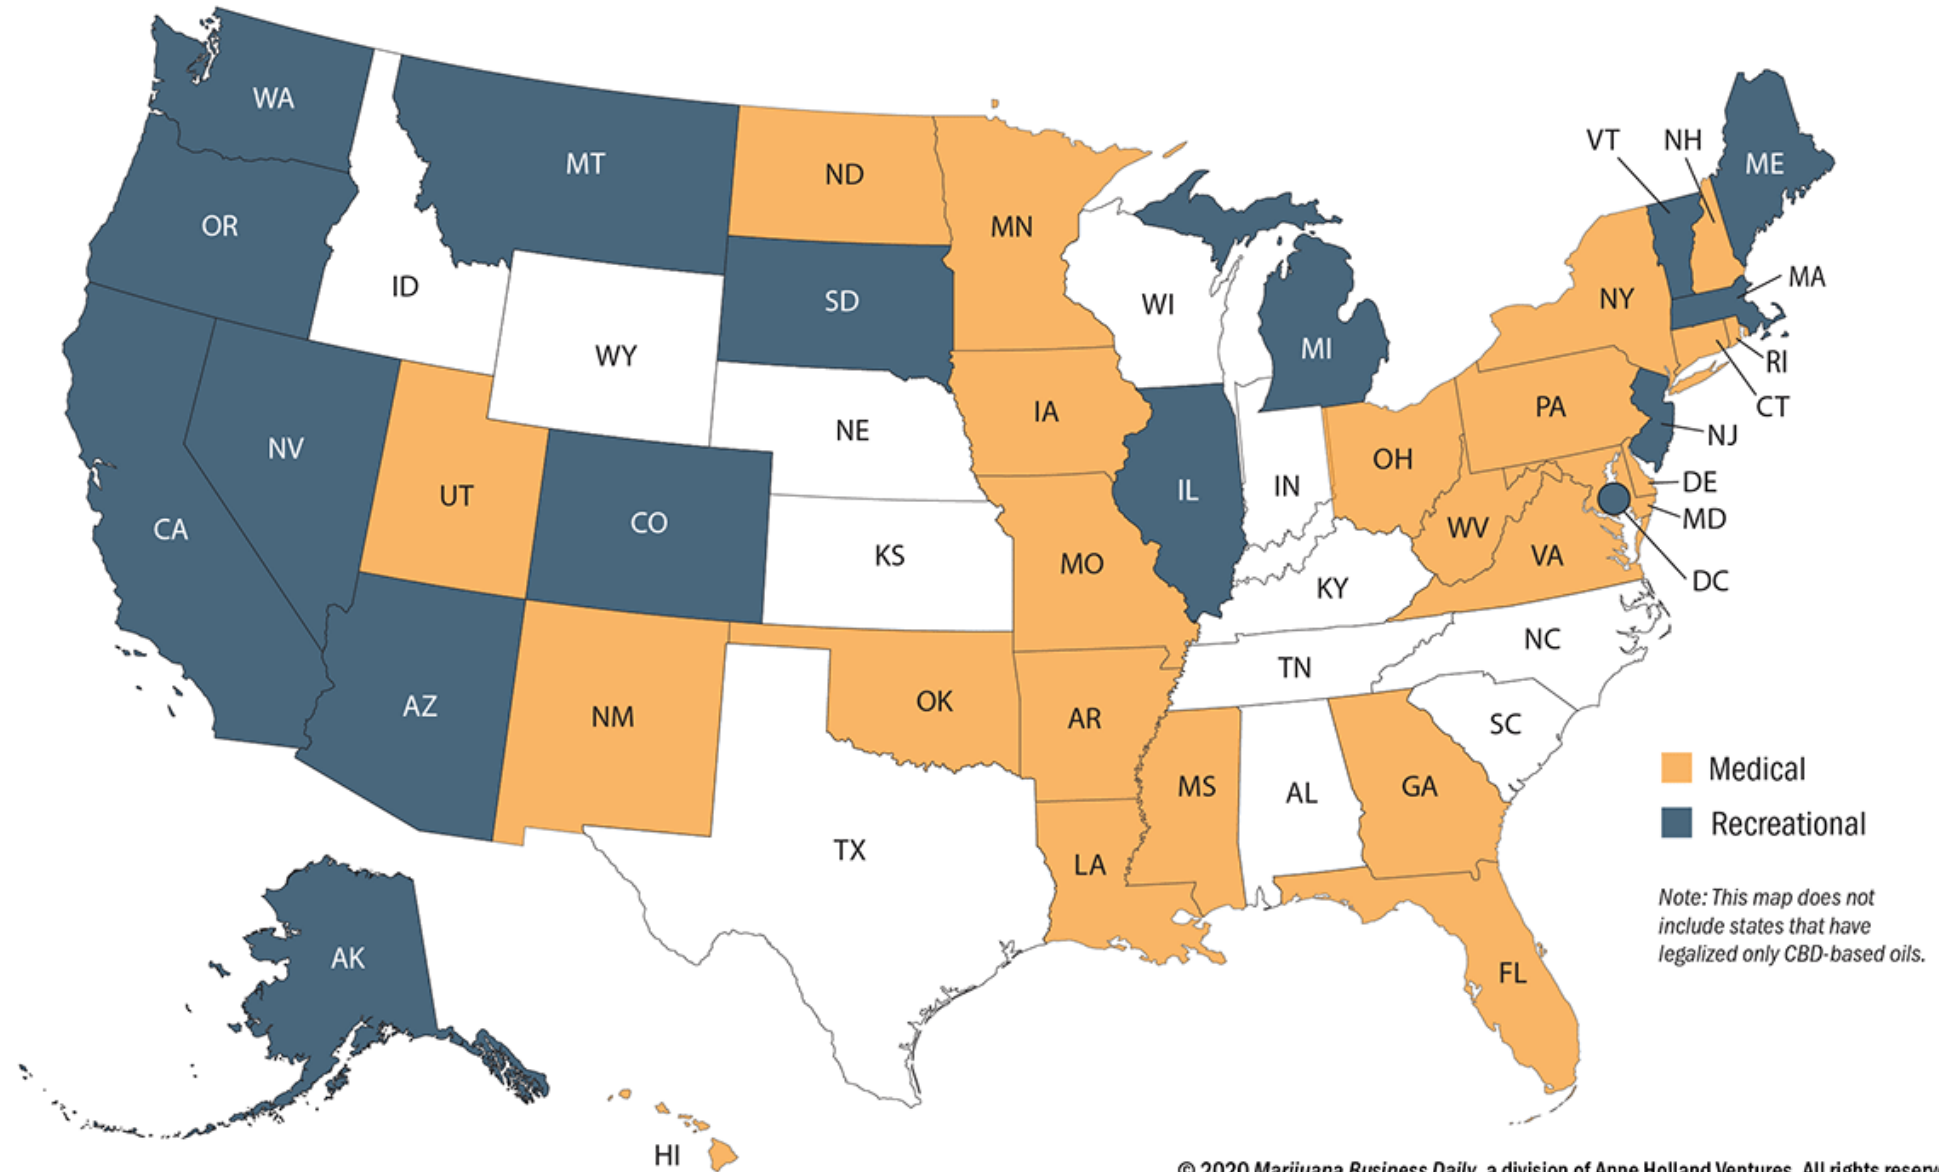 WA
MT
ND
MN
VT
NH
ME
OR
ID
SD
WI
MI
NY
MA
RI
CT
WY
NE
IA
PA
NJ
NV
UT
CO
KS
IL
IN
OH
DE
MD
CA
MO
WV
VA
DC
KY
NC
TN
AZ
NM
OK
AR
SC
MS
AL
GA
TX
LA
FL
AK
HI
Medical
Recreational
Note: This map does not
include states that have
legalized only CBD-based oils.
© 2020 Marijuana Business Daily, a division of Anne Holland Ventures. All rights